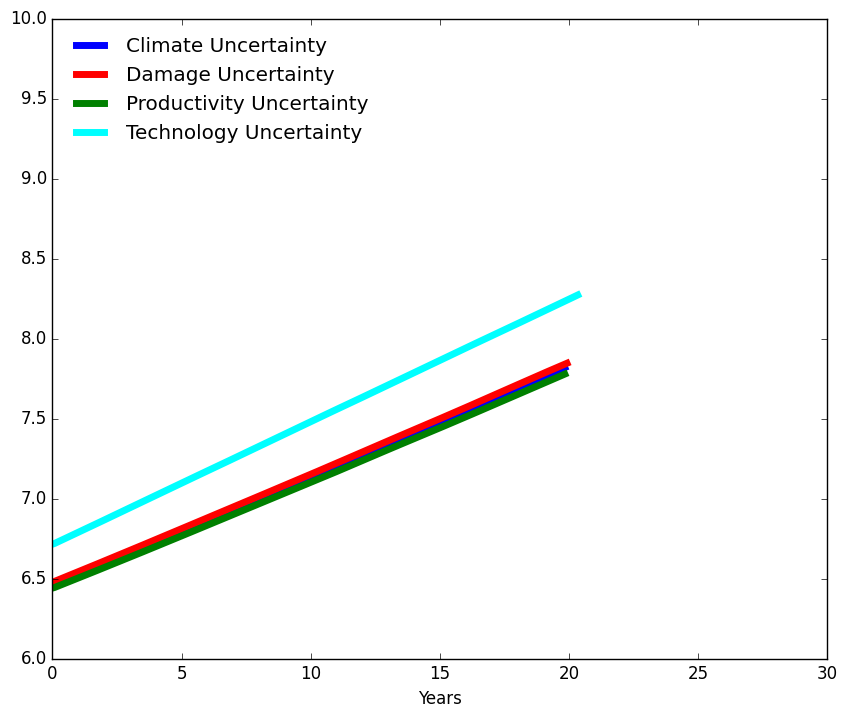 10.0
Climate Uncertainty
Damage Uncertainty
Productivity Uncertainty
Technology Uncertainty
9.5
9.0
8.5
8.0
7.5
7.0
6.5
6.0
0 5 10 15 20 25 30
Years